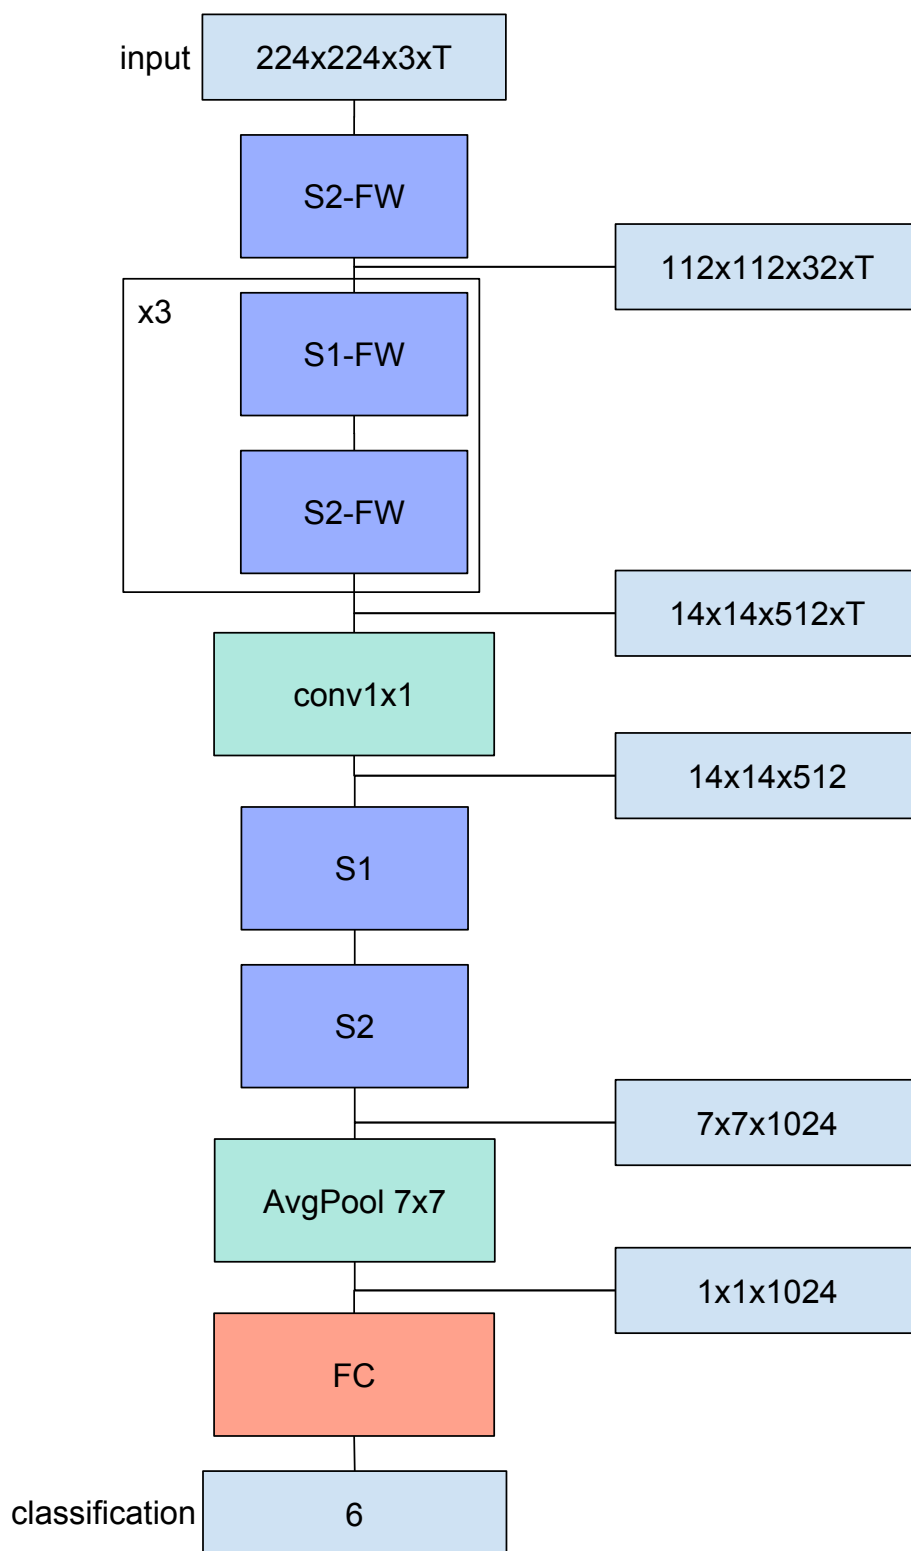 input
224x224x3xT
S2-FW
112x112x32xT
x3
S1-FW
S2-FW
14x14x512xT
conv1x1
14x14x512
S1
S2
7x7x1024
AvgPool 7x7
1x1x1024
FC
classification
6